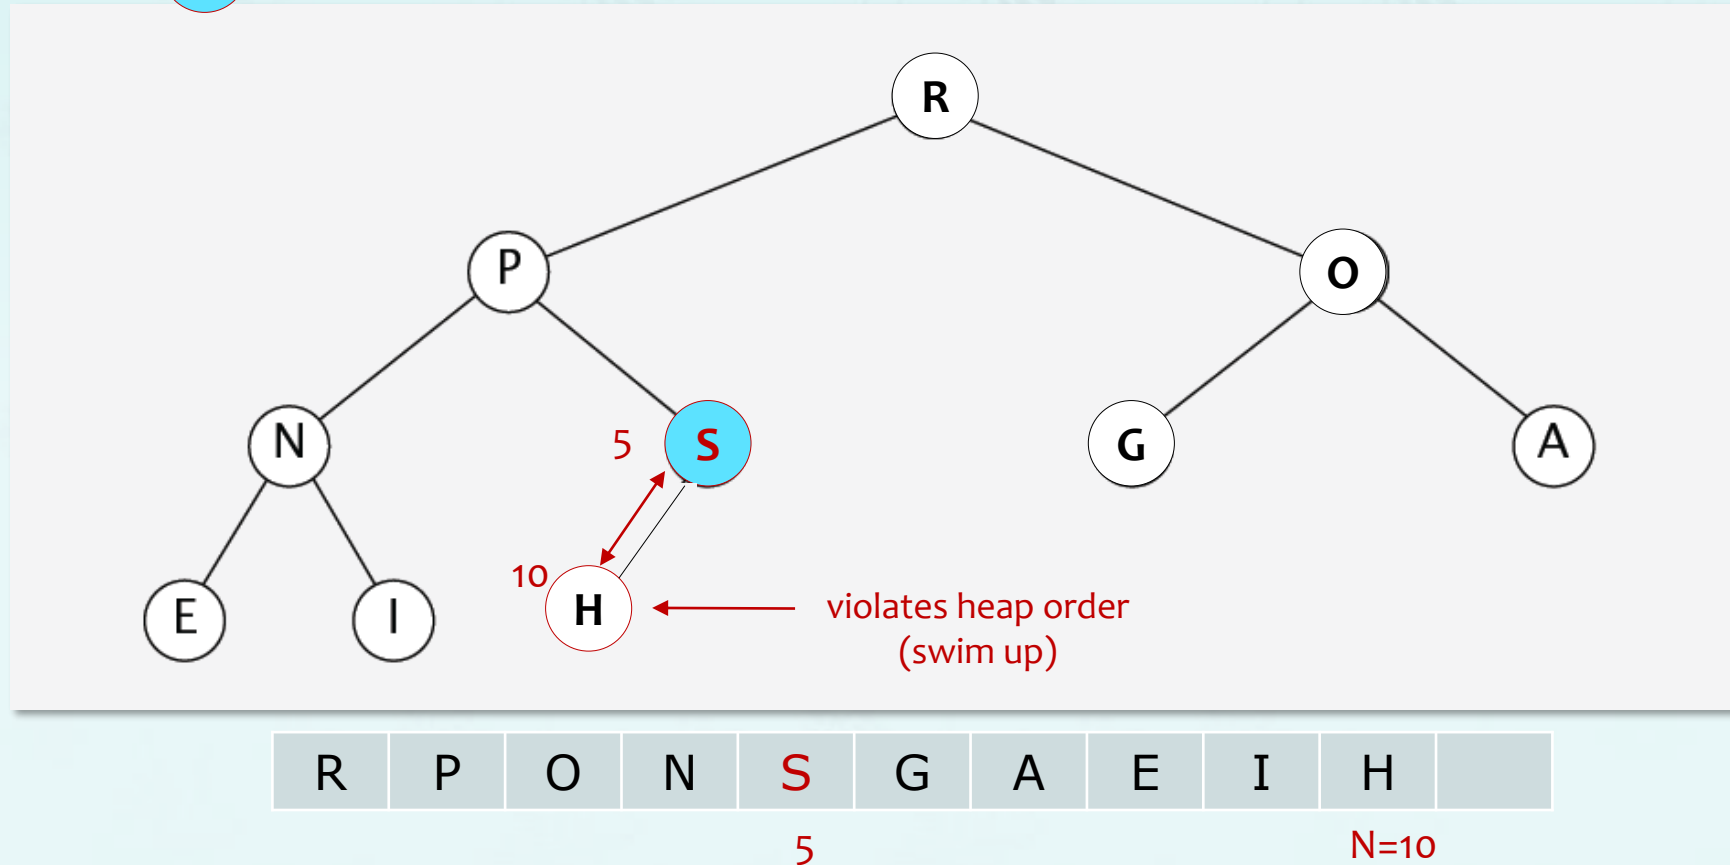 R
P
O
N
5
S
G
A
E
I
10
H
violates heap order
(swim up)
R P O N S G A E I H
5
N=10